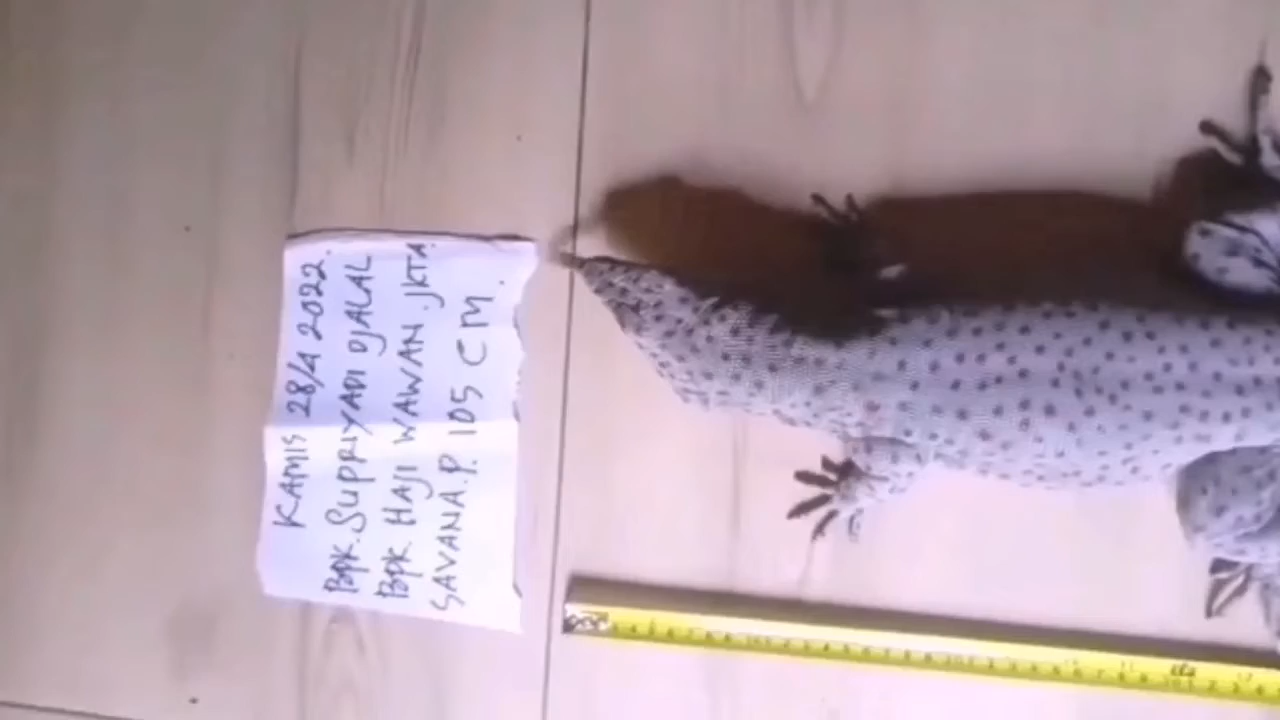 KAMIS 28/4 2022.
BPK. SUPRIYADI DJALAL
BPK HAJI WAWAN . JKTA
SAVANA. P. 105 CM.